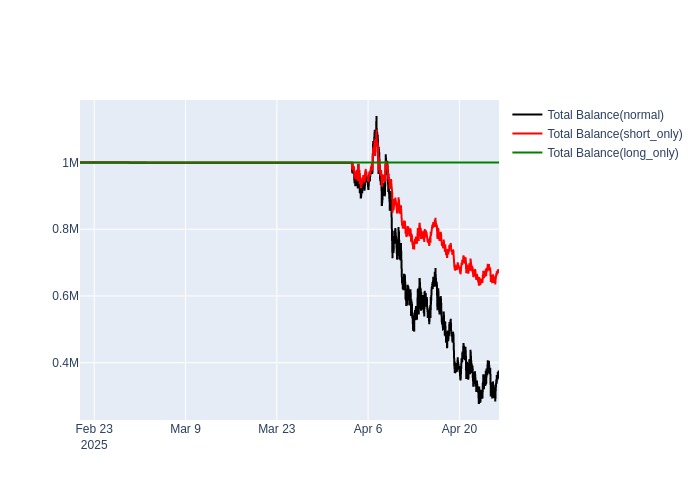 Total Balance(normal)
Total Balance(short_only)
Total Balance(long_only)
1M
0.8M
0.6M
0.4M
Feb 23
2025
Mar 9
Mar 23
Apr 6
Apr 20